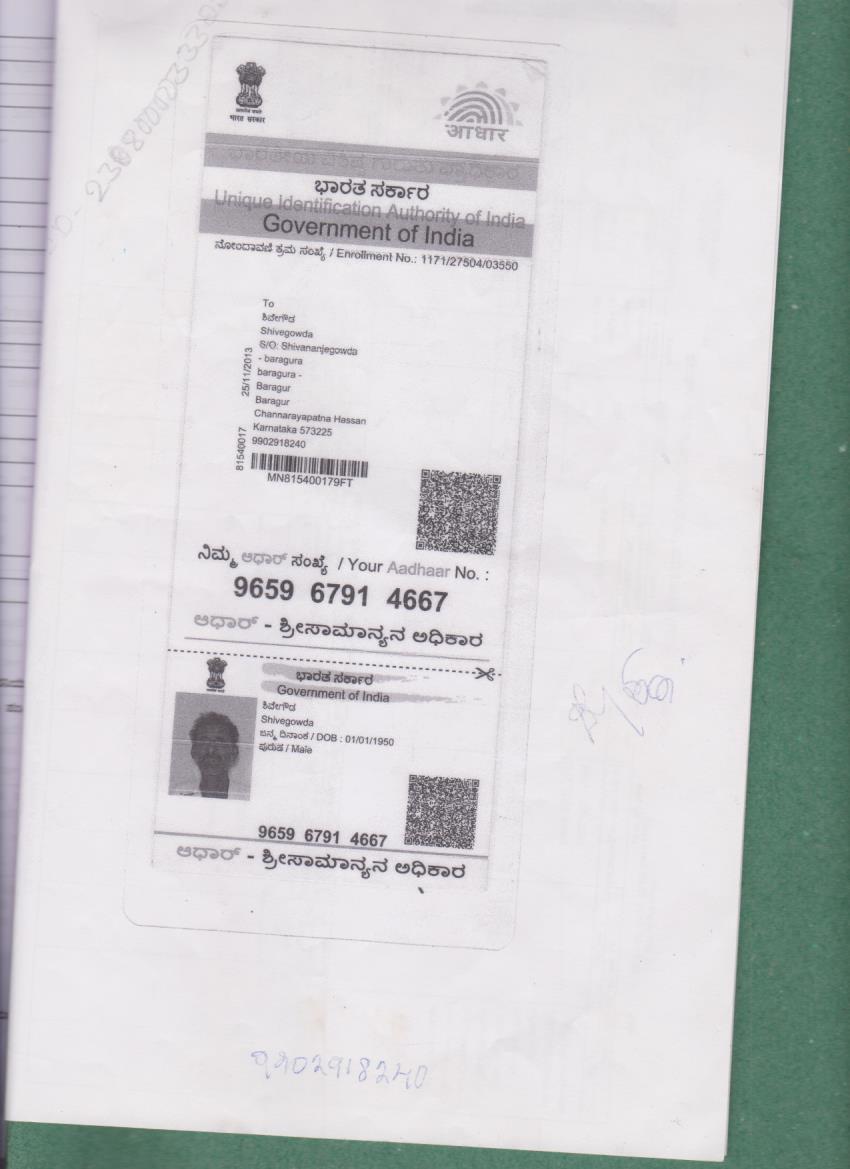 भारत सरकार
आधार
ಭಾರತ ಸರ್ಕಾರ
Unique Identification Authority of India
Government of India
ನೋಂದಾವಣೆ ಕ್ರಮ ಸಂಖ್ಯೆ / Enrollment No.: 1171/27504/03550
To
ಶಿವೇಗೌಡ
Shivegowda
S/O: Shivananjegowda
- baragura
baragura -
Baragur
Baragur
Channarayapatna Hassan
Karnataka 573225
9902918240
25/11/2013
81540017
MN815400179FT
ನಿಮ್ಮ ಆಧಾರ್ ಸಂಖ್ಯೆ / Your Aadhaar No. :
9659 6791 4667
ಆಧಾರ್ - ಶ್ರೀಸಾಮಾನ್ಯನ ಅಧಿಕಾರ
ಭಾರತ ಸರ್ಕಾರ
Government of India
ಶಿವೇಗೌಡ
Shivegowda
ಜನ್ಮ ದಿನಾಂಕ / DOB : 01/01/1950
ಪುರುಷ / Male
9659 6791 4667
ಆಧಾರ್ - ಶ್ರೀಸಾಮಾನ್ಯನ ಅಧಿಕಾರ
9902918240